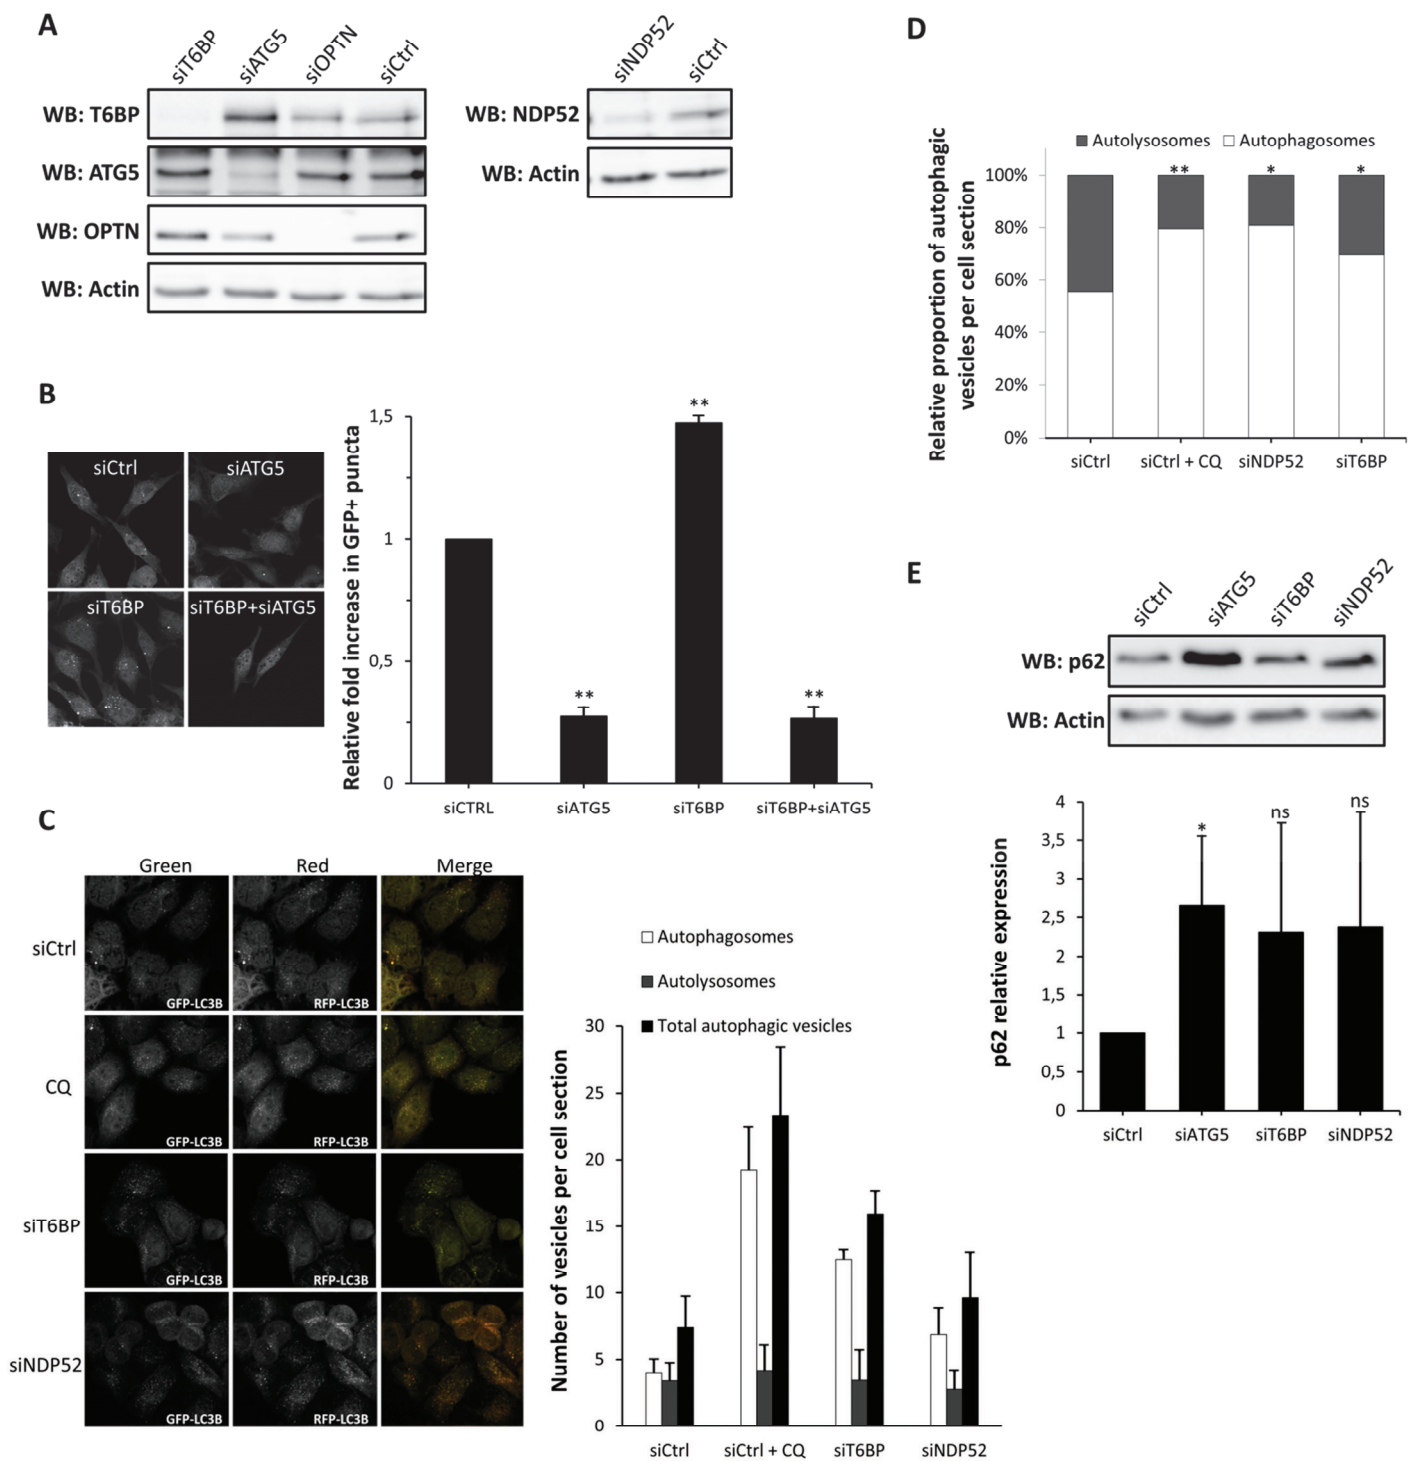 A
siT6BP siATG5 siOPTN siCtrl
WB: T6BP
WB: ATG5
WB: OPTN
WB: Actin
siNDP52 siCtrl
WB: NDP52
WB: Actin
B
siCtrl siATG5
siT6BP siT6BP+siATG5
Relative fold increase in GFP+ puncta
1,5
1
0,5
0
** ** **
siCTRL siATG5 siT6BP siT6BP+siATG5
C
Green Red Merge
siCtrl
GFP-LC3B RFP-LC3B
CQ
GFP-LC3B RFP-LC3B
siT6BP
GFP-LC3B RFP-LC3B
siNDP52
GFP-LC3B RFP-LC3B
Autophagosomes
Autolysosomes
Total autophagic vesicles
Number of vesicles per cell section
30
25
20
15
10
5
0
siCtrl siCtrl + CQ siT6BP siNDP52
D
Autolysosomes Autophagosomes
Relative proportion of autophagic
vesicles per cell section
100%
80%
60%
40%
20%
0%
** * *
siCtrl siCtrl + CQ siNDP52 siT6BP
E
siCtrl siATG5 siT6BP siNDP52
WB: p62
WB: Actin
p62 relative expression
4
3,5
3
2,5
2
1,5
1
0,5
0
* ns ns
siCtrl siATG5 siT6BP siNDP52